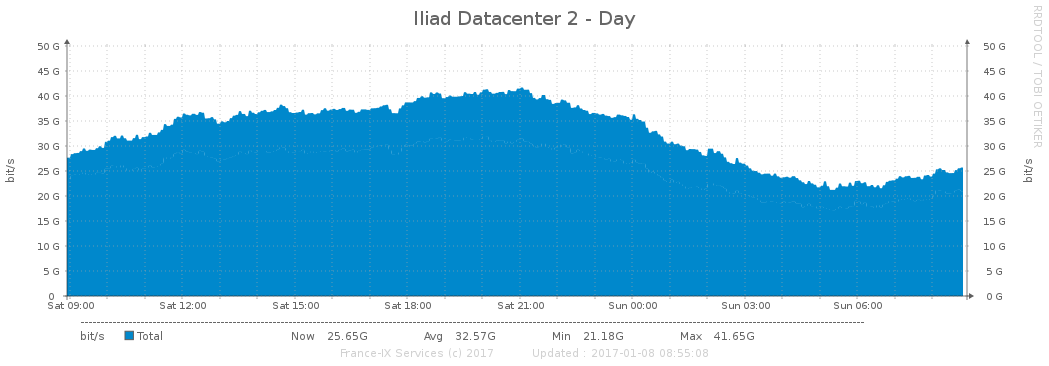 Iliad Datacenter 2 - Day
RRDTOOL / TOBI OETIKER
bit/s
50 G 50 G
45 G 45 G
40 G 40 G
35 G 35 G
30 G 30 G
25 G 25 G
20 G 20 G
15 G 15 G
10 G 10 G
5 G 5 G
0 0 G
bit/s
Sat 09:00 Sat 12:00 Sat 15:00 Sat 18:00 Sat 21:00 Sun 00:00 Sun 03:00 Sun 06:00
bit/s Total Now 25.65G Avg 32.57G Min 21.18G Max 41.65G
France-IX Services (c) 2017 Updated : 2017-01-08 08:55:08